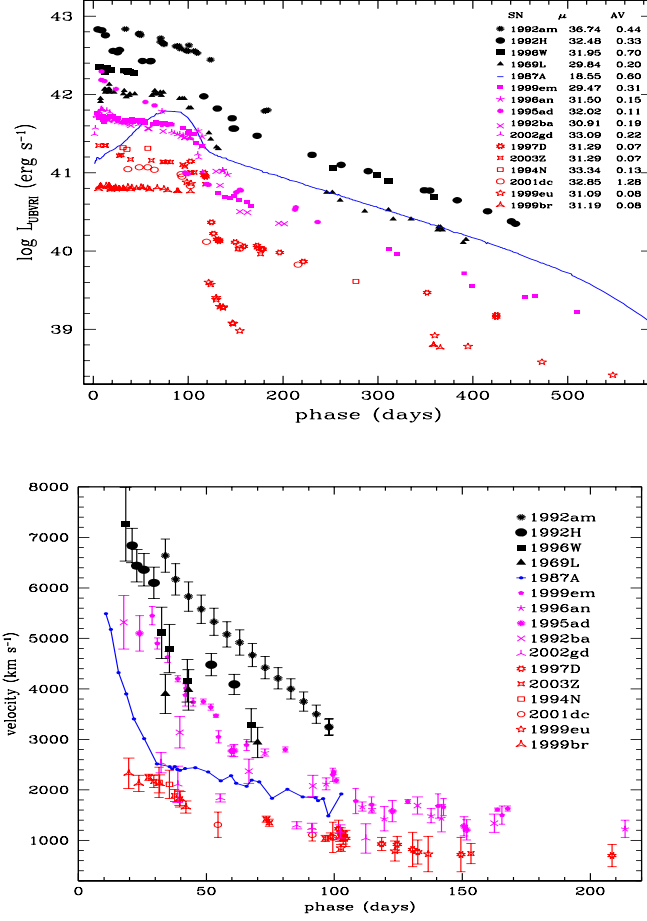 SN μ AV
1992am 36.74 0.44
1992H 32.48 0.33
1996W 31.95 0.70
1969L 29.84 0.20
1987A 18.55 0.60
1999em 29.47 0.31
1996an 31.50 0.15
1995ad 32.02 0.11
1992ba 30.91 0.19
2002gd 33.09 0.22
1997D 31.29 0.07
2003Z 31.29 0.07
1994N 33.34 0.13
2001dc 32.85 1.28
1999eu 31.09 0.08
1999br 31.19 0.08
43
42
41
40
39
log L_UBVRI (erg s⁻¹)
0 100 200 300 400 500
phase (days)
8000
7000
6000
5000
4000
3000
2000
1000
velocity (km s⁻¹)
1992am
1992H
1996W
1969L
1987A
1999em
1996an
1995ad
1992ba
2002gd
1997D
2003Z
1994N
2001dc
1999eu
1999br
0 50 100 150 200
phase (days)